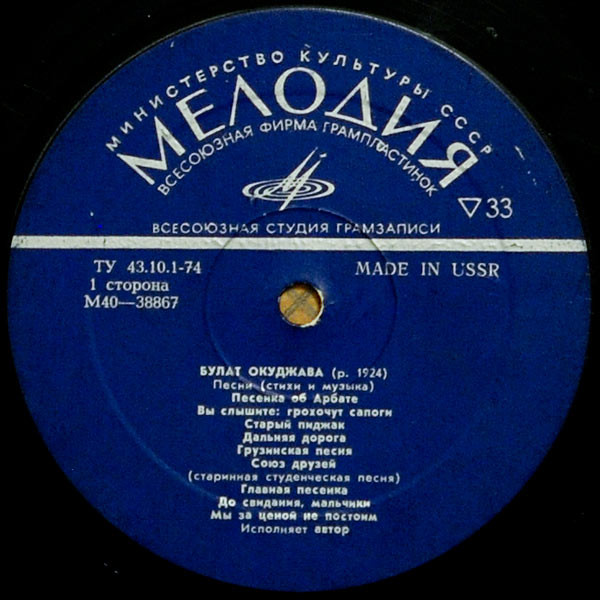 МИНИСТЕРСТВО КУЛЬТУРЫ СССР
МЕЛОДИЯ
ВСЕСОЮЗНАЯ ФИРМА ГРАМПЛАСТИНОК
▽33
ВСЕСОЮЗНАЯ СТУДИЯ ГРАМЗАПИСИ
ТУ 43.10.1-74
MADE IN USSR
1 сторона
М40—38867
БУЛАТ ОКУДЖАВА (р. 1924)
Песни (стихи и музыка)
Песенка об Арбате
Вы слышите: грохочут сапоги
Старый пиджак
Дальняя дорога
Грузинская песня
Союз друзей
(старинная студенческая песня)
Главная песенка
До свидания, мальчики
Мы за ценой не постоим
Исполняет автор